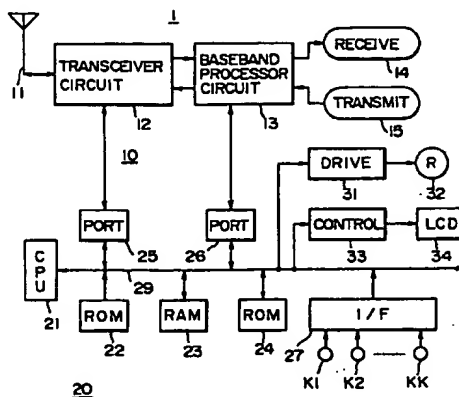 1
11
TRANSCEIVER
CIRCUIT
12
BASEBAND
PROCESSOR
CIRCUIT
13
RECEIVE
14
TRANSMIT
15
10
DRIVE
31
R
32
PORT
25
PORT
26
CONTROL
33
LCD
34
CPU
21
29
ROM
22
RAM
23
ROM
24
I/F
27
K1
K2
KK
20